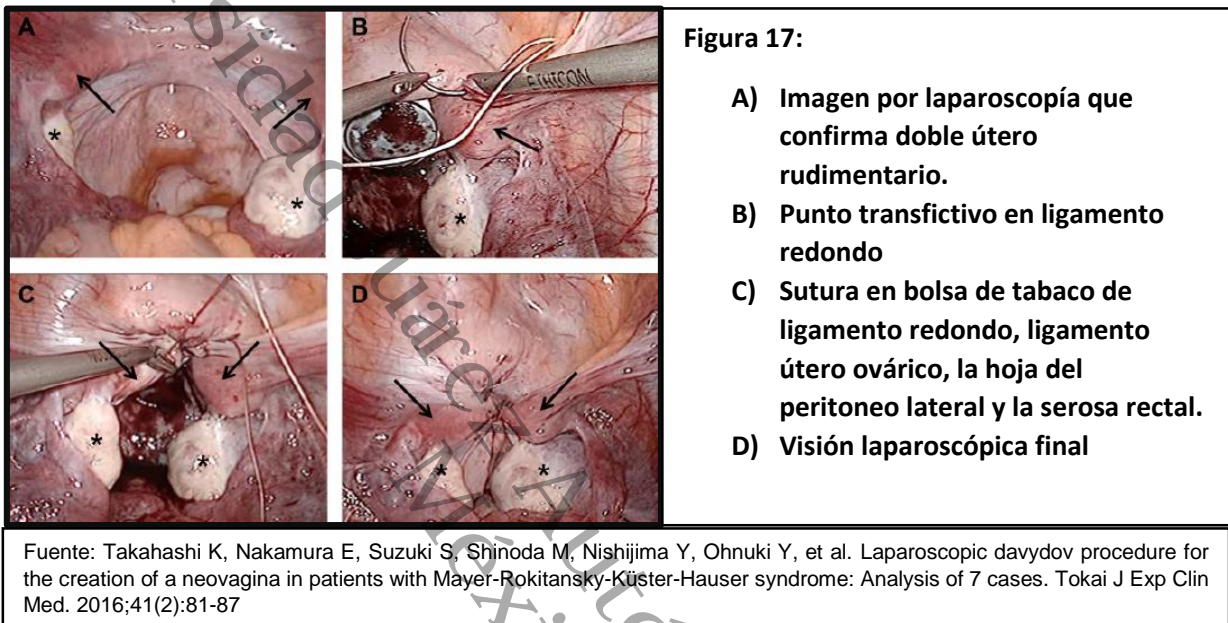 A
B
ETHICON
C
D
Figura 17:
A) Imagen por laparoscopía que
confirma doble útero
rudimentario.
B) Punto transfictivo en ligamento
redondo
C) Sutura en bolsa de tabaco de
ligamento redondo, ligamento
útero ovárico, la hoja del
peritoneo lateral y la serosa rectal.
D) Visión laparoscópica final
Fuente: Takahashi K, Nakamura E, Suzuki S, Shinoda M, Nishijima Y, Ohnuki Y, et al. Laparoscopic davydov procedure for
the creation of a neovagina in patients with Mayer-Rokitansky-Küster-Hauser syndrome: Analysis of 7 cases. Tokai J Exp Clin
Med. 2016;41(2):81-87